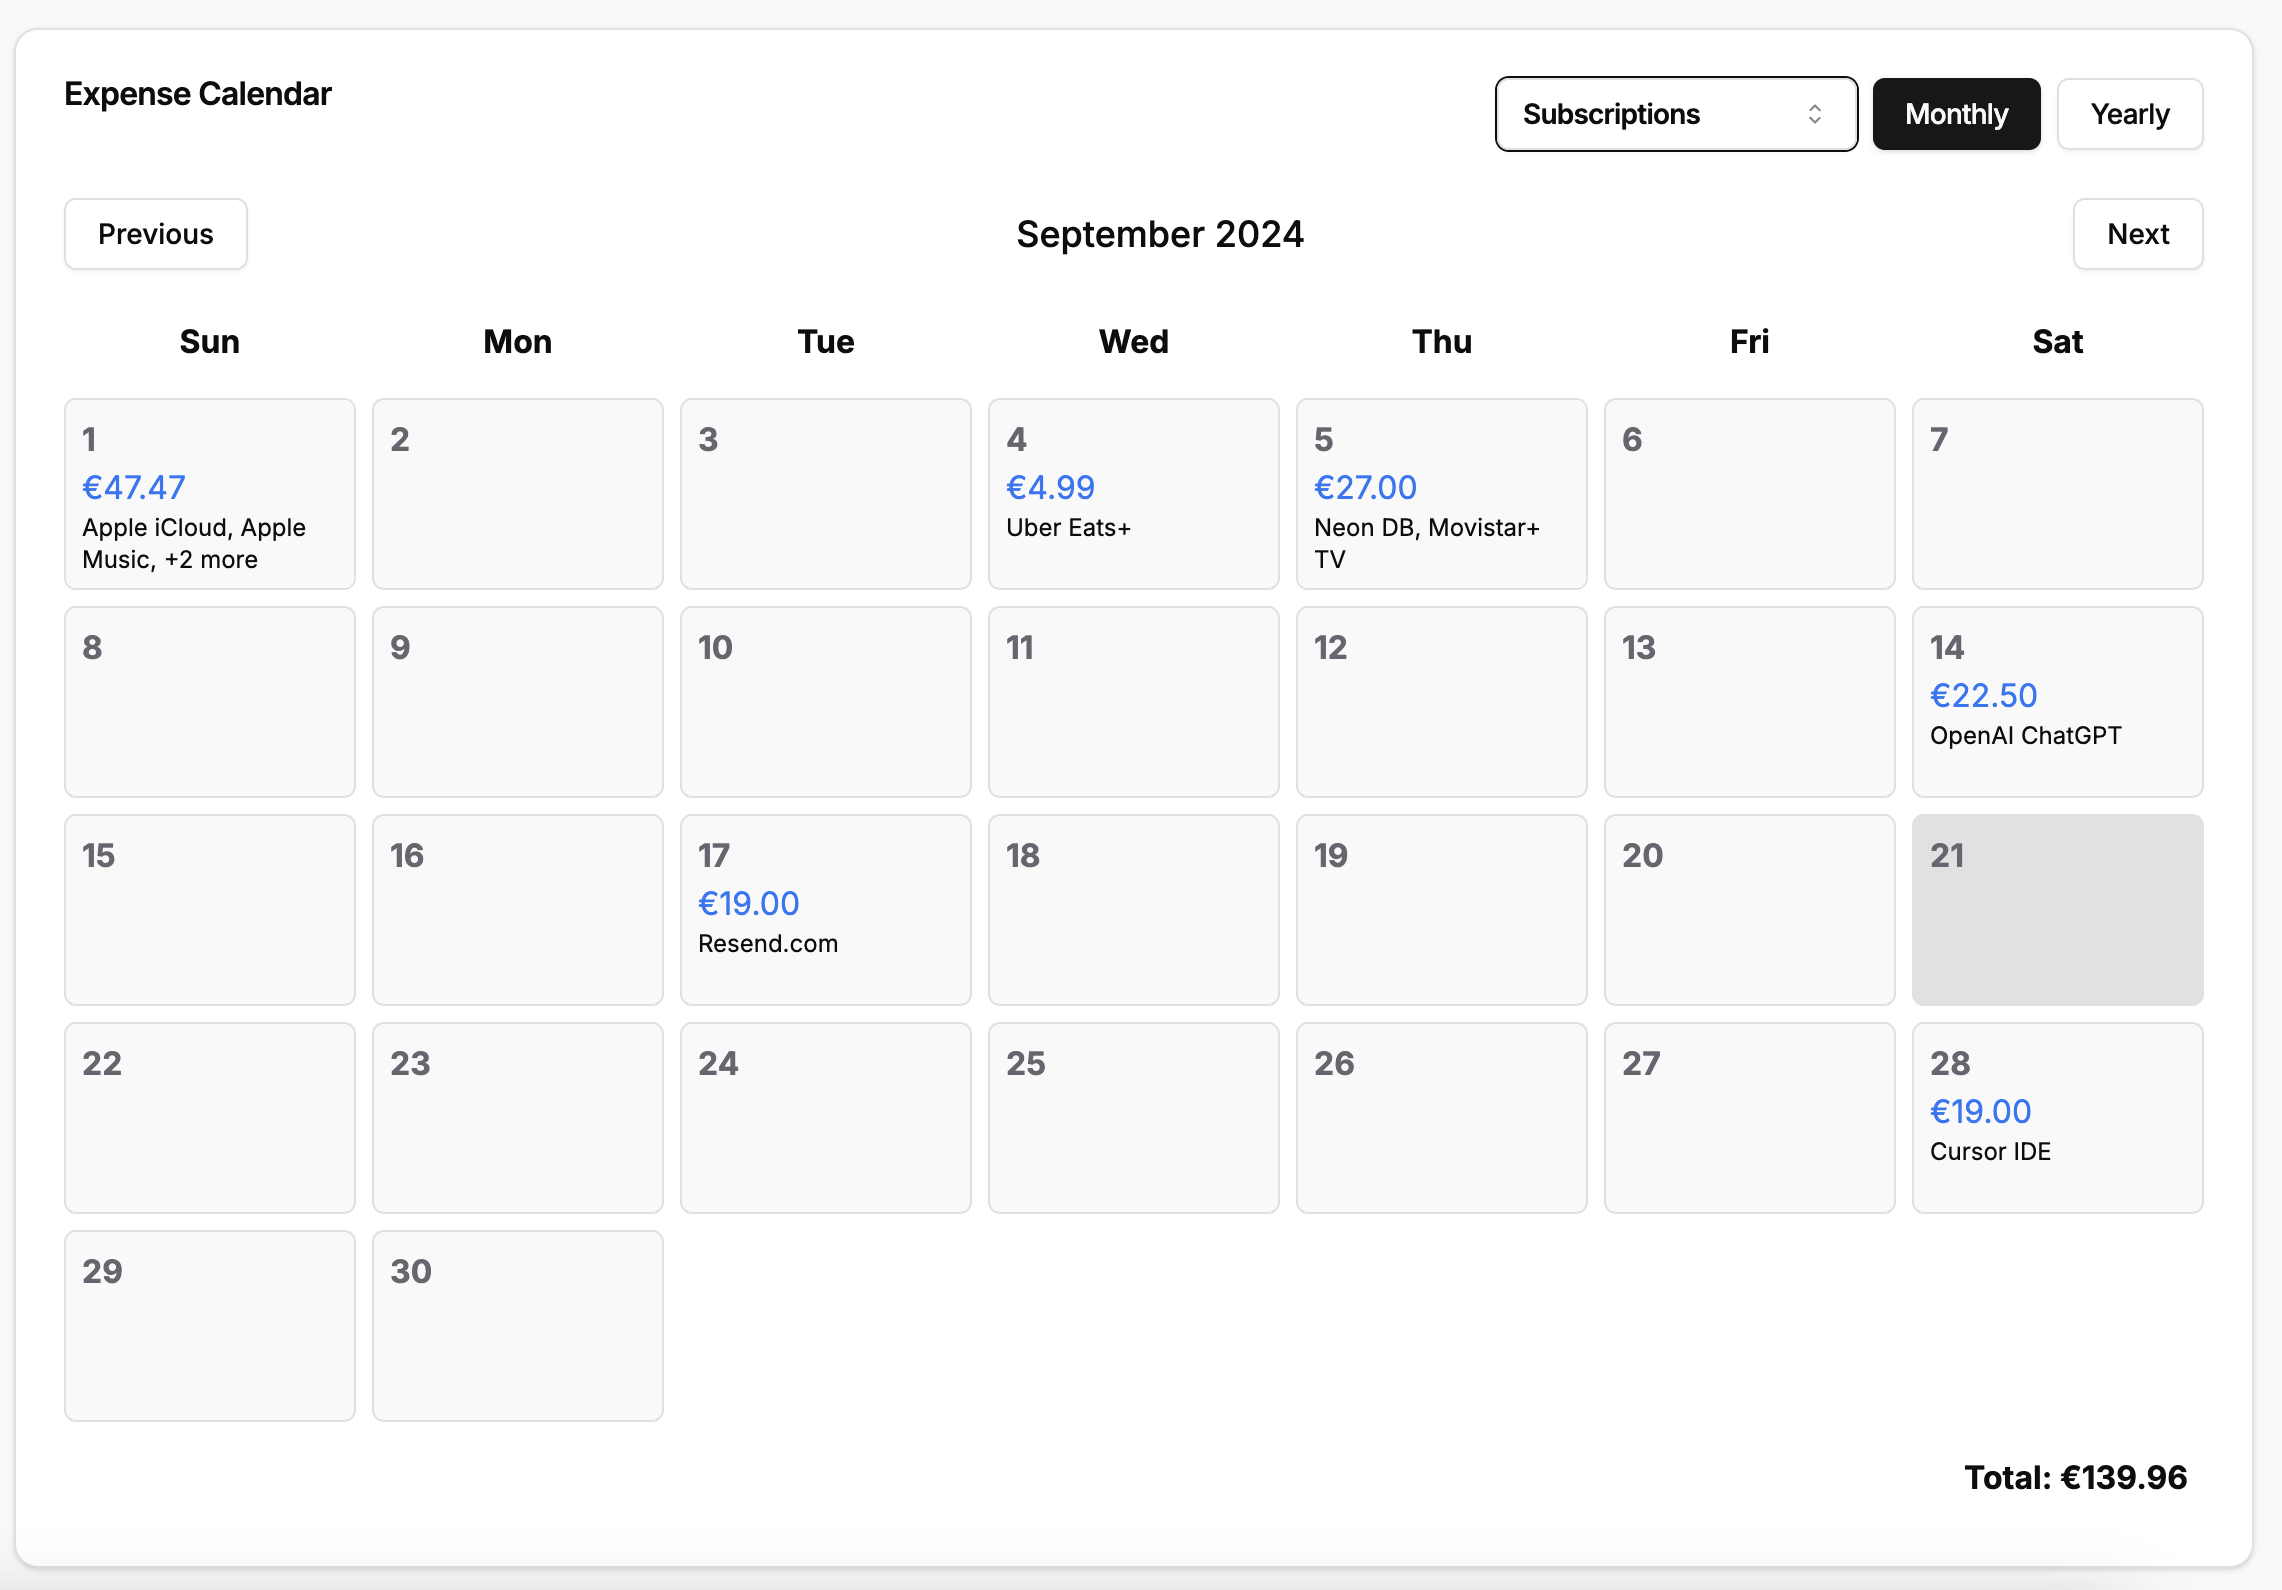 Expense Calendar
Subscriptions
Monthly
Yearly
Previous
September 2024
Next
Sun Mon Tue Wed Thu Fri Sat
1
€47.47
Apple iCloud, Apple
Music, +2 more
2
3
4
€4.99
Uber Eats+
5
€27.00
Neon DB, Movistar+
TV
6
7
8
9
10
11
12
13
14
€22.50
OpenAI ChatGPT
15
16
17
€19.00
Resend.com
18
19
20
21
22
23
24
25
26
27
28
€19.00
Cursor IDE
29
30
Total: €139.96